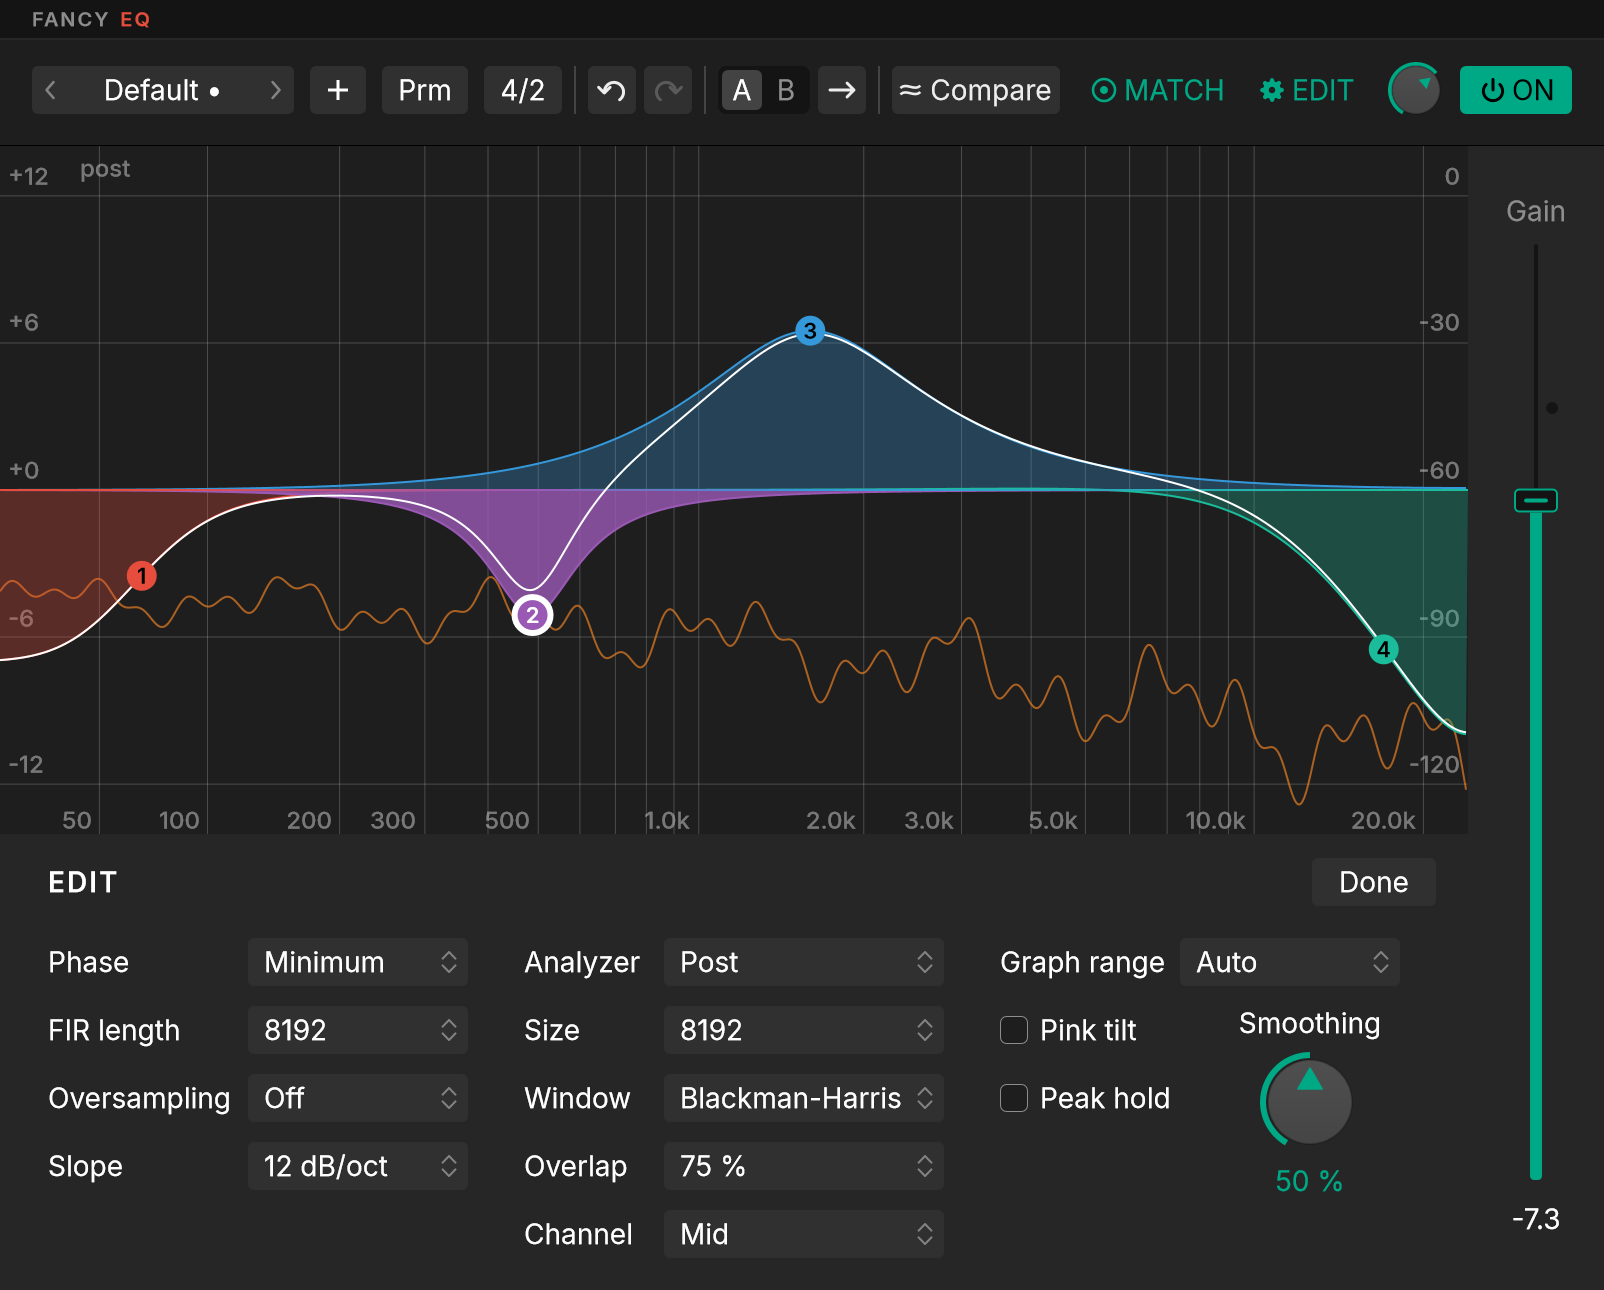 FANCY EQ
Default •
+
Prm
4/2
A B
≈ Compare
MATCH
EDIT
ON
post
+12
+6
+0
-6
-12
0
-30
-60
-90
-120
Gain
1
2
3
4
50 100 200 300 500 1.0k 2.0k 3.0k 5.0k 10.0k 20.0k
EDIT
Done
Phase Minimum
FIR length 8192
Oversampling Off
Slope 12 dB/oct
Analyzer Post
Size 8192
Window Blackman-Harris
Overlap 75 %
Channel Mid
Graph range Auto
Pink tilt
Peak hold
Smoothing
50 %
-7.3